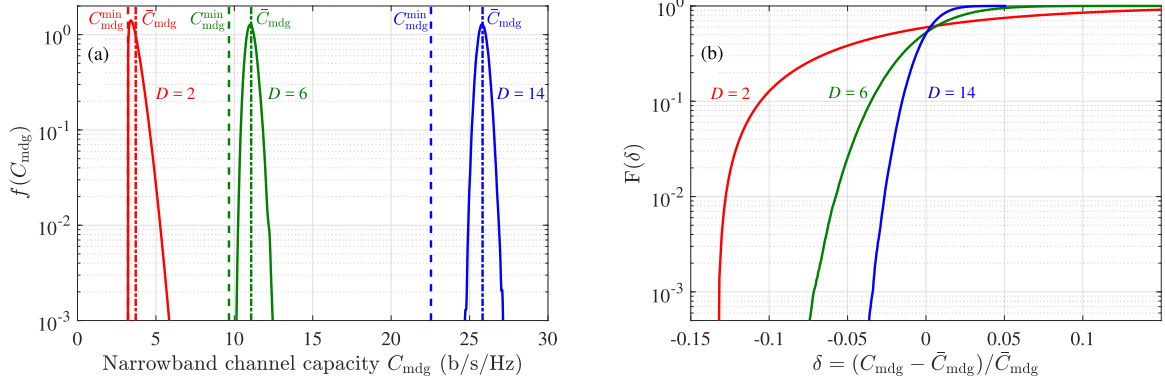 C_mdg^min C̄_mdg C_mdg^min C̄_mdg C_mdg^min C̄_mdg
(a)
D = 2 D = 6 D = 14
10^0
10^-1
10^-2
10^-3
f(C_mdg)
0 5 10 15 20 25 30
Narrowband channel capacity C_mdg (b/s/Hz)
(b)
D = 2 D = 6 D = 14
10^0
10^-1
10^-2
10^-3
F(δ)
-0.15 -0.1 -0.05 0 0.05 0.1
δ = (C_mdg − C̄_mdg)/C̄_mdg